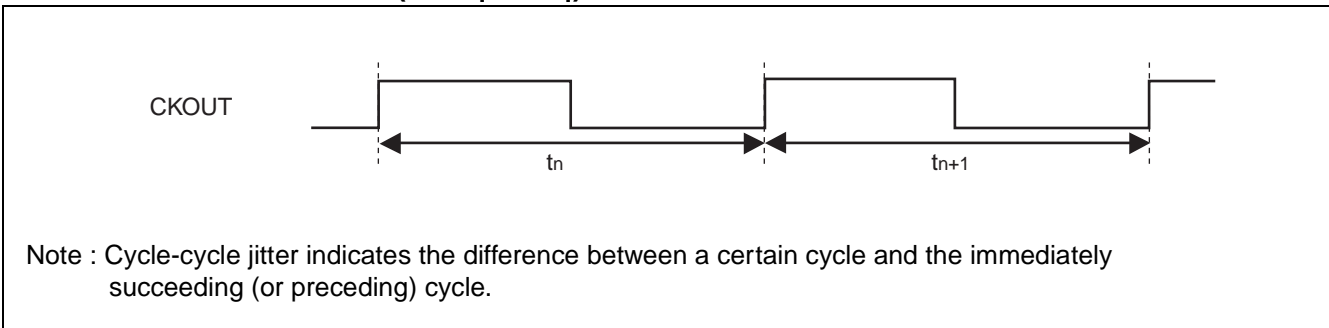 CKOUT
tn
tn+1
Note : Cycle-cycle jitter indicates the difference between a certain cycle and the immediately
succeeding (or preceding) cycle.